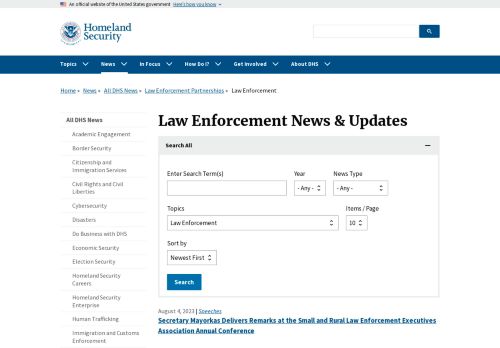 An official website of the United States government Here's how you know
Homeland
Security
Search
Topics News In Focus How Do I? Get Involved About DHS
Home » News » All DHS News » Law Enforcement Partnerships » Law Enforcement
All DHS News
Academic Engagement
Border Security
Citizenship and
Immigration Services
Civil Rights and Civil
Liberties
Cybersecurity
Disasters
Do Business with DHS
Economic Security
Election Security
Homeland Security
Careers
Homeland Security
Enterprise
Human Trafficking
Immigration and Customs
Enforcement
Law Enforcement News & Updates
Search All
Enter Search Term(s) Year News Type
- Any - - Any -
Topics Items / Page
Law Enforcement 10
Sort by
Newest First
Search
August 4, 2023 | Speeches
Secretary Mayorkas Delivers Remarks at the Small and Rural Law Enforcement Executives
Association Annual Conference